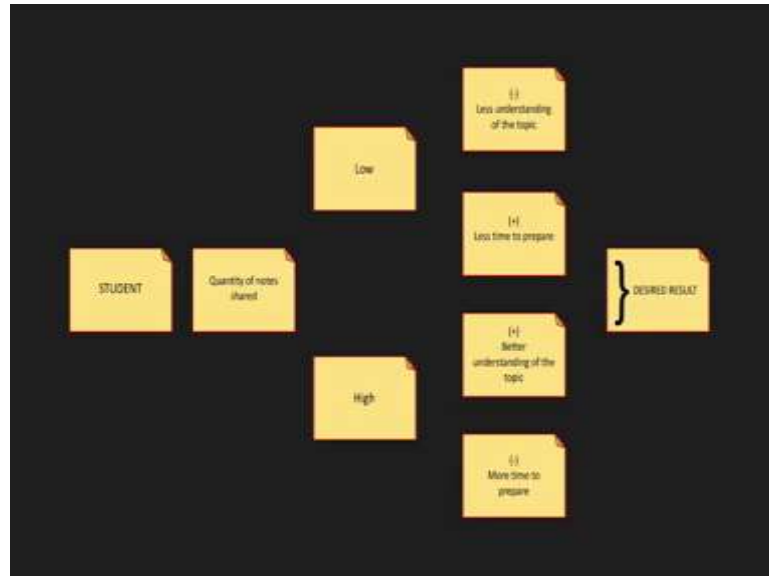 STUDENT
Quantity of notes
shared
Low
High
(-)
Less understanding
of the topic
(+)
Less time to prepare
(+)
Better
understanding of the
topic
(-)
More time to
prepare
} DESIRED RESULT